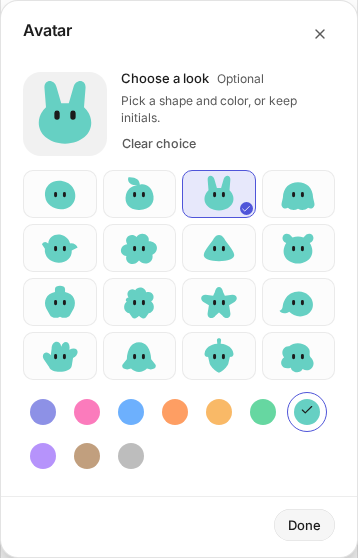 Avatar
Choose a look Optional
Pick a shape and color, or keep
initials.
Clear choice
Done